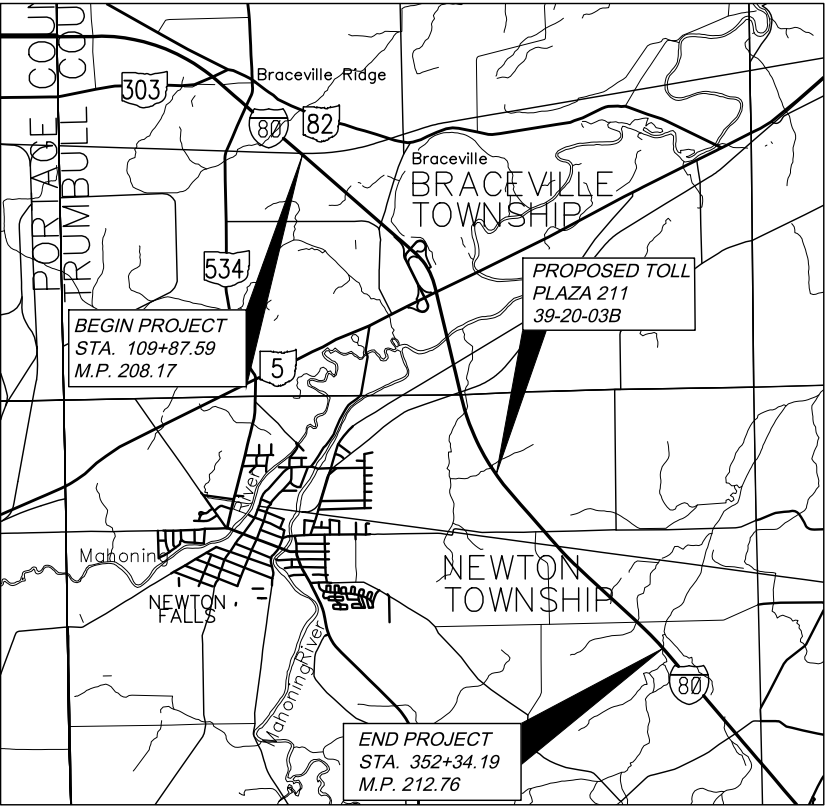 PORTAGE COUN
TRUMBULL COU
303
Braceville Ridge
80
82
Braceville
BRACEVILLE
TOWNSHIP
534
PROPOSED TOLL
PLAZA 211
39-20-03B
BEGIN PROJECT
STA. 109+87.59
M.P. 208.17
5
River
Mahoning
NEWTON
FALLS
NEWTON
TOWNSHIP
Mahoning River
80
END PROJECT
STA. 352+34.19
M.P. 212.76